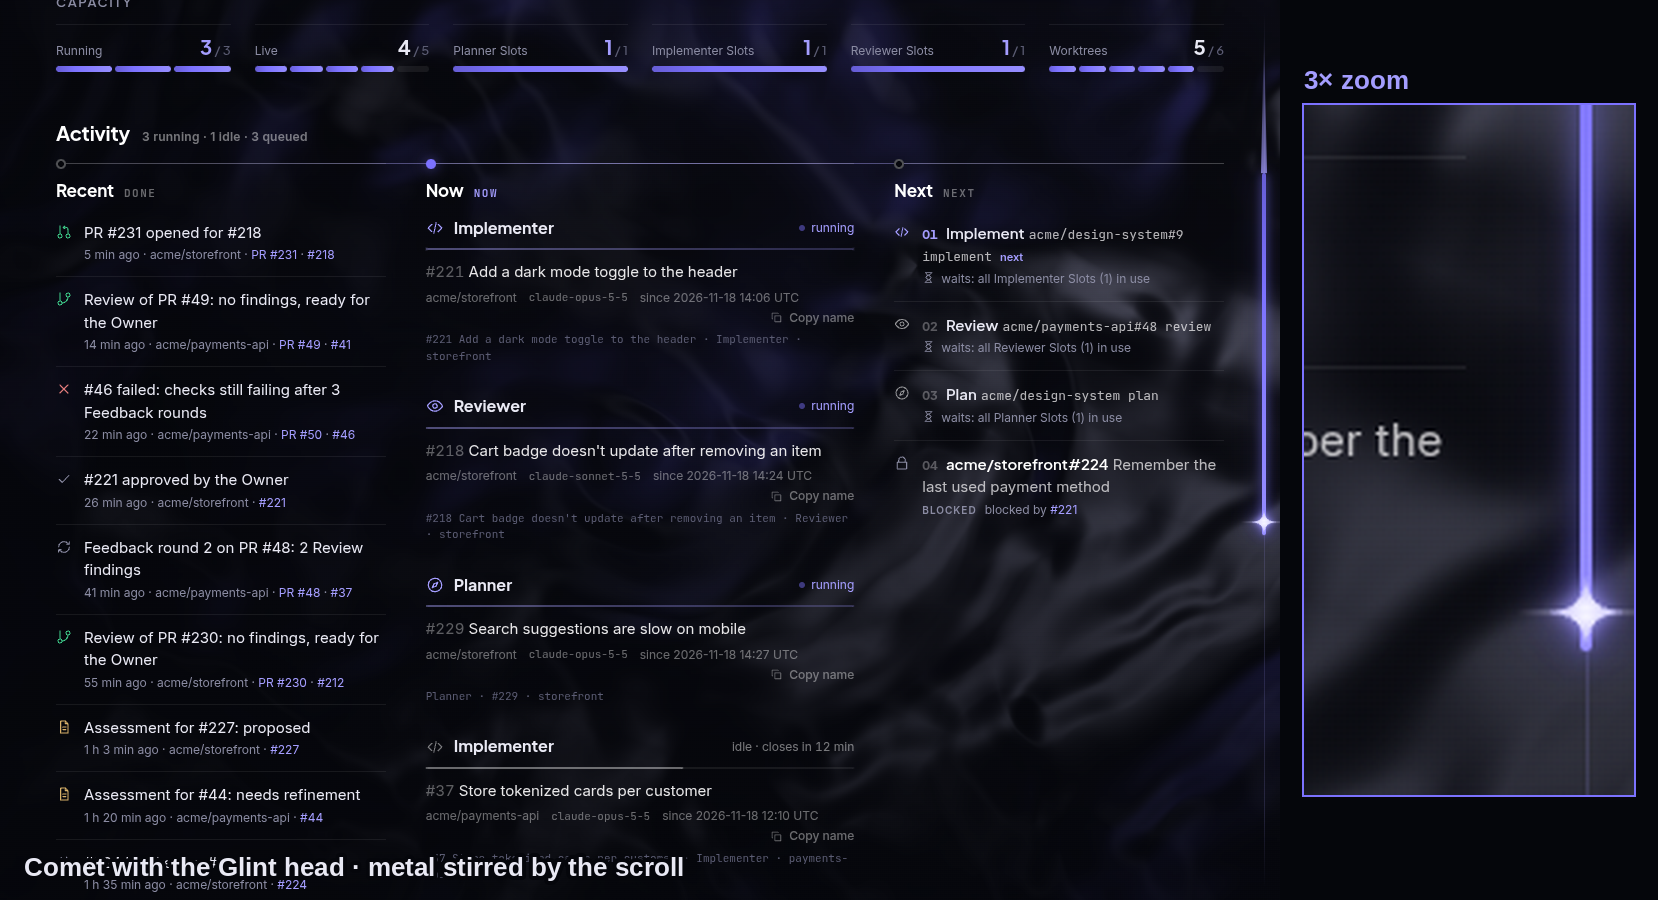 CAPACITY
Running 3/3
Live 4/5
Planner Slots 1/1
Implementer Slots 1/1
Reviewer Slots 1/1
Worktrees 5/6
Activity 3 running · 1 idle · 3 queued
Recent DONE
PR #231 opened for #218
5 min ago · acme/storefront · PR #231 · #218
Review of PR #49: no findings, ready for
the Owner
14 min ago · acme/payments-api · PR #49 · #41
#46 failed: checks still failing after 3
Feedback rounds
22 min ago · acme/payments-api · PR #50 · #46
#221 approved by the Owner
26 min ago · acme/storefront · #221
Feedback round 2 on PR #48: 2 Review
findings
41 min ago · acme/payments-api · PR #48 · #37
Review of PR #230: no findings, ready for
the Owner
55 min ago · acme/storefront · PR #230 · #212
Assessment for #227: proposed
1 h 3 min ago · acme/storefront · #227
Assessment for #44: needs refinement
1 h 20 min ago · acme/payments-api · #44
1 h 35 min ago · acme/storefront · #224
Now NOW
Implementer running
#221 Add a dark mode toggle to the header
acme/storefront claude-opus-5-5 since 2026-11-18 14:06 UTC
Copy name
#221 Add a dark mode toggle to the header · Implementer ·
storefront
Reviewer running
#218 Cart badge doesn't update after removing an item
acme/storefront claude-sonnet-5-5 since 2026-11-18 14:24 UTC
Copy name
#218 Cart badge doesn't update after removing an item · Reviewer
· storefront
Planner running
#229 Search suggestions are slow on mobile
acme/storefront claude-opus-5-5 since 2026-11-18 14:27 UTC
Copy name
Planner · #229 · storefront
Implementer idle · closes in 12 min
#37 Store tokenized cards per customer
acme/payments-api claude-opus-5-5 since 2026-11-18 12:10 UTC
Copy name
Implementer · payments-
Next NEXT
01 Implement acme/design-system#9
implement next
waits: all Implementer Slots (1) in use
02 Review acme/payments-api#48 review
waits: all Reviewer Slots (1) in use
03 Plan acme/design-system plan
waits: all Planner Slots (1) in use
04 acme/storefront#224 Remember the
last used payment method
BLOCKED blocked by #221
Comet with the Glint head · metal stirred by the scroll
3× zoom
per the